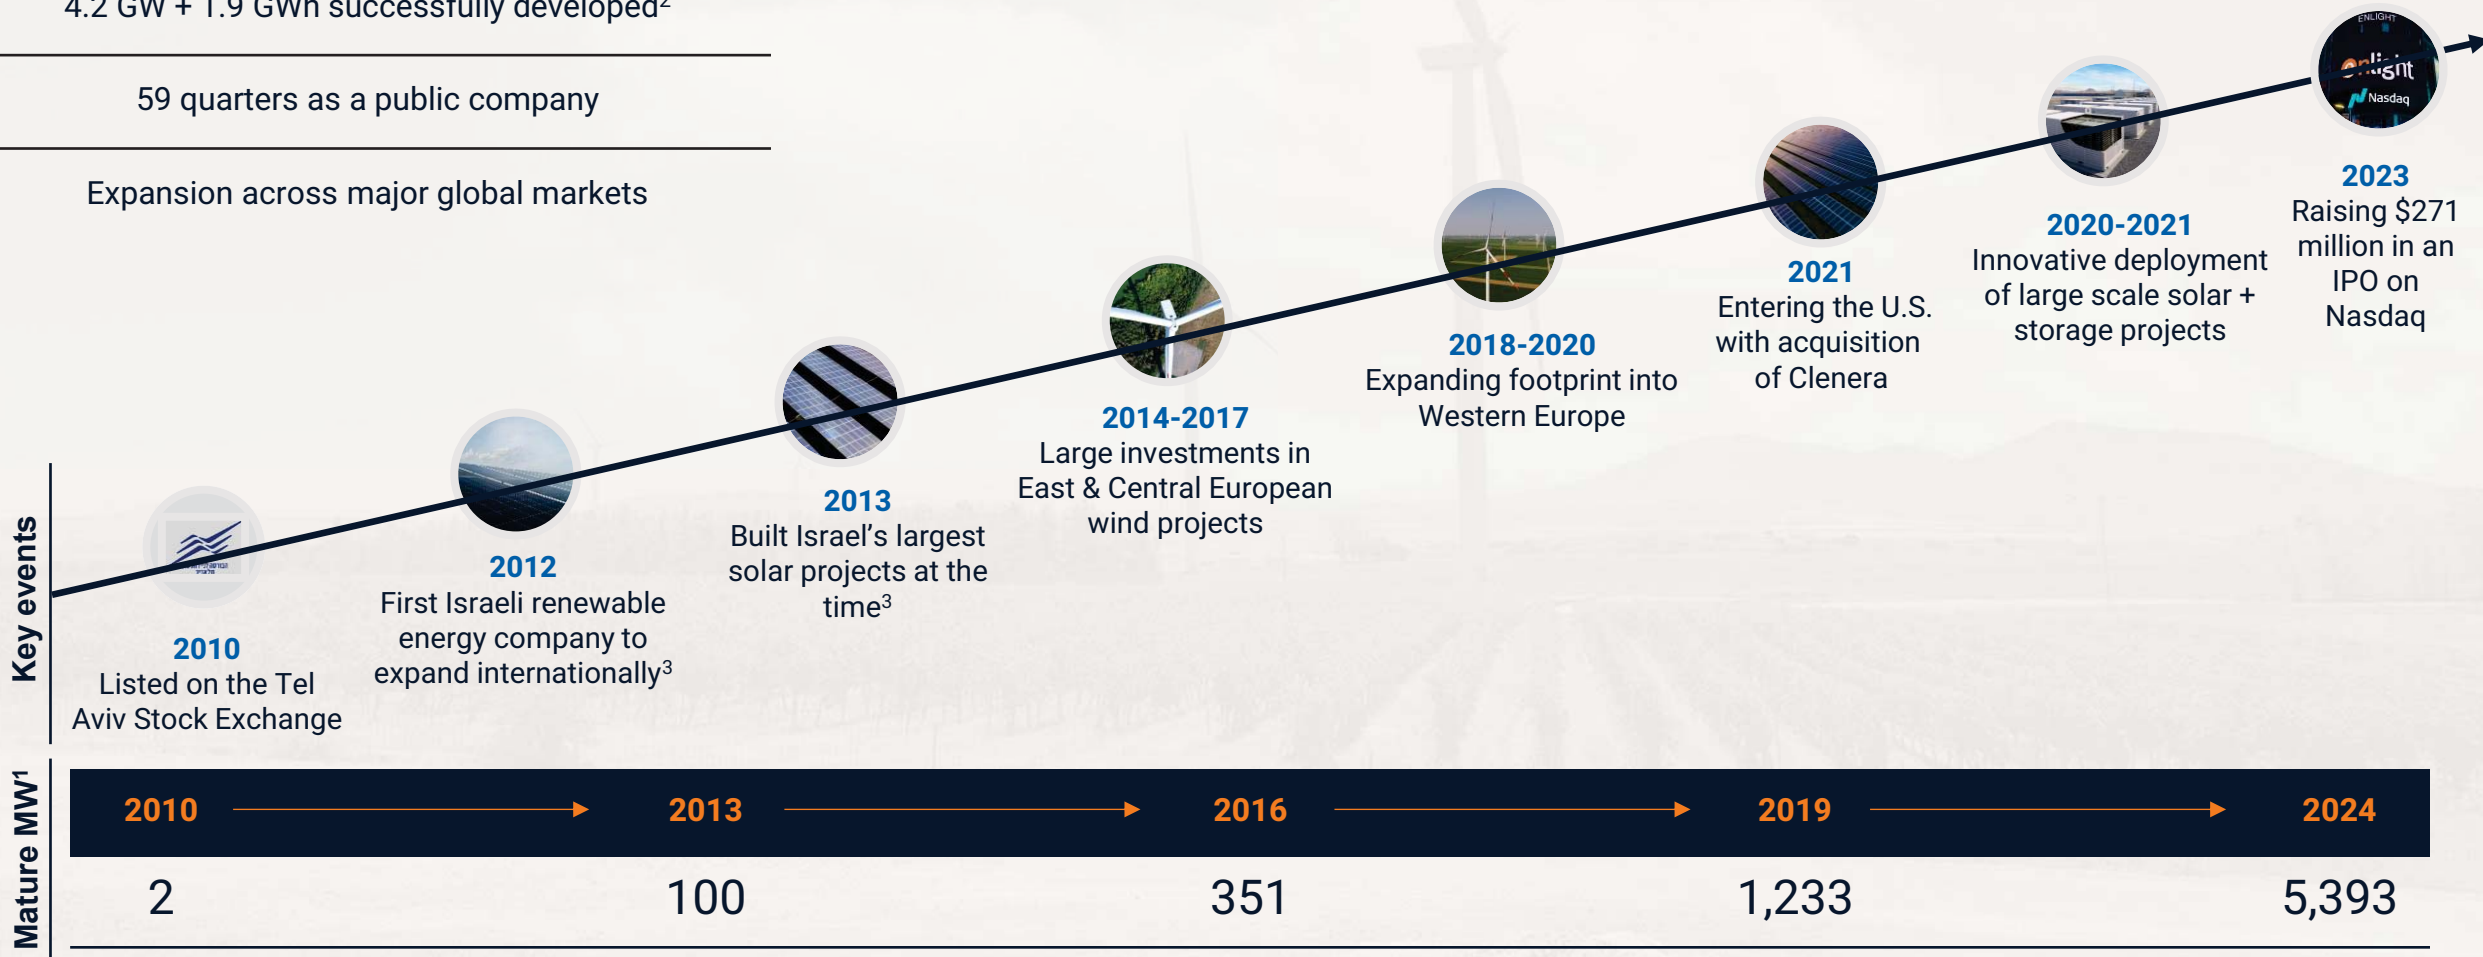 4.2 GW + 1.9 GWh successfully developed²
59 quarters as a public company
Expansion across major global markets
Key events
2010
Listed on the Tel
Aviv Stock Exchange
2012
First Israeli renewable
energy company to
expand internationally³
2013
Built Israel’s largest
solar projects at the
time³
2014-2017
Large investments in
East & Central European
wind projects
2018-2020
Expanding footprint into
Western Europe
2021
Entering the U.S.
with acquisition
of Clenera
2020-2021
Innovative deployment
of large scale solar +
storage projects
ENLIGHT
enlight
Nasdaq
2023
Raising $271
million in an
IPO on
Nasdaq
Mature MW¹
2010 2013 2016 2019 2024
2 100 351 1,233 5,393